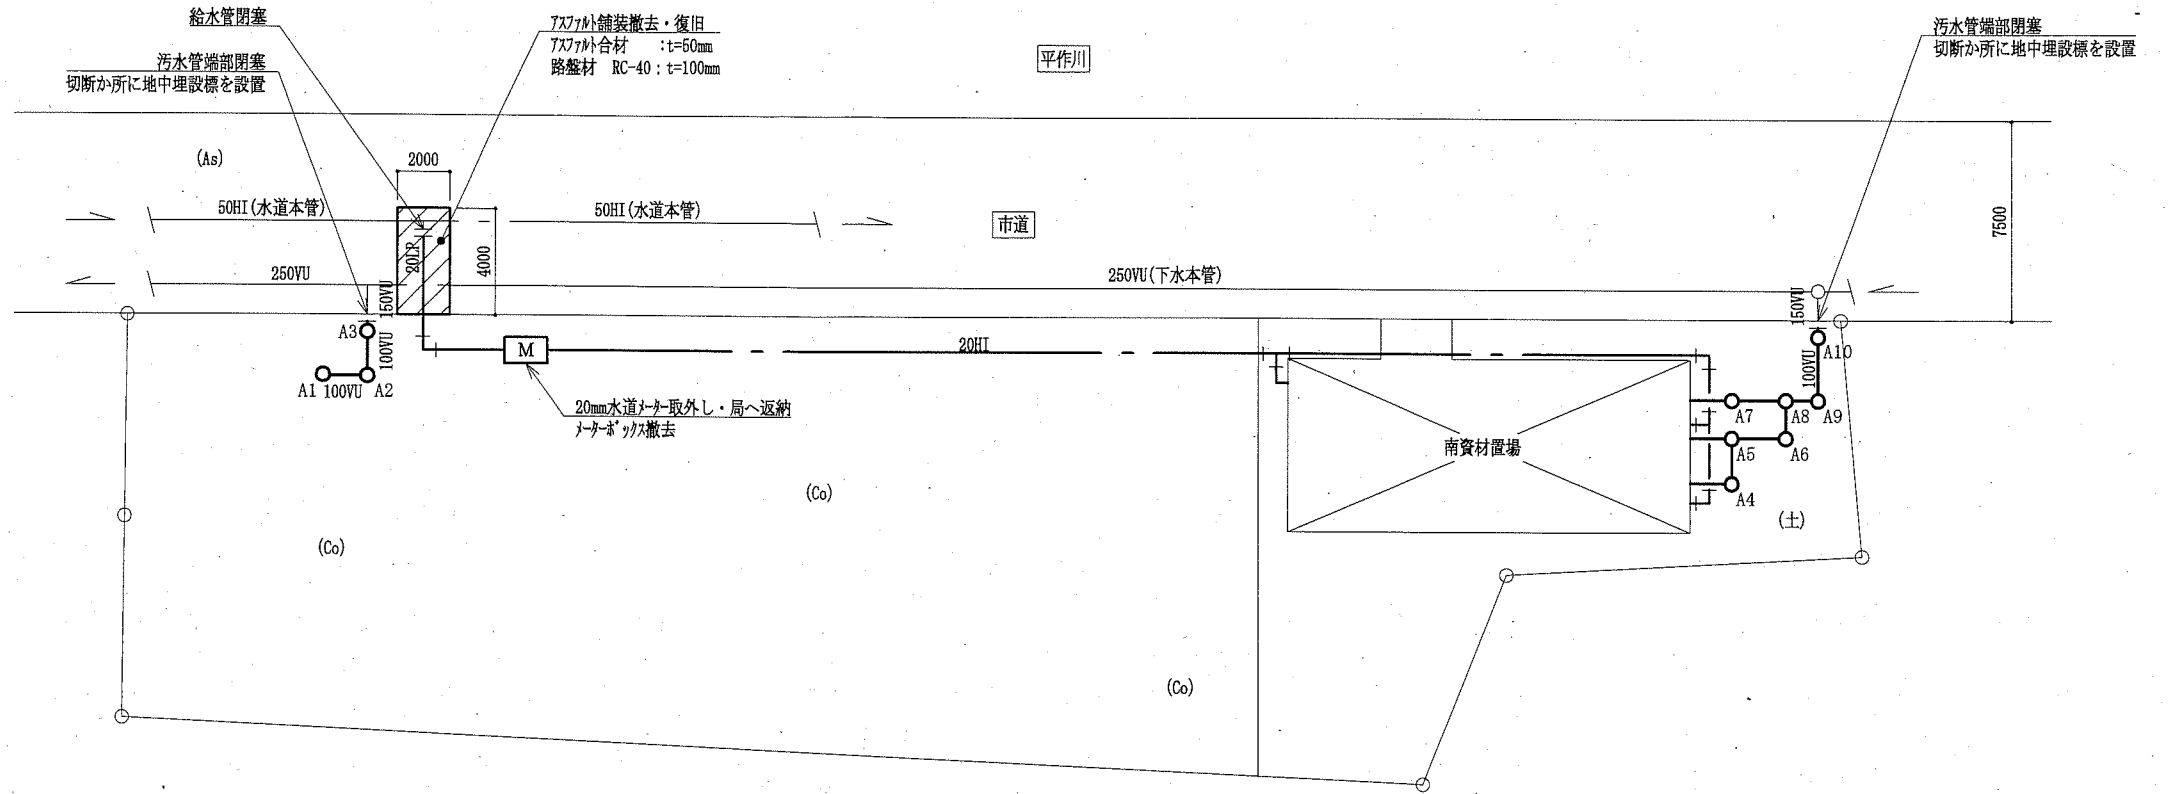 給水管閉塞
汚水管端部閉塞
切断か所に地中埋設標を設置
アスファルト舗装撤去・復旧
アスファルト合材 :t=50mm
路盤材 RC-40:t=100mm
平作川
汚水管端部閉塞
切断か所に地中埋設標を設置
(As)
2000
50HI(水道本管)
50HI(水道本管)
市道
7500
20LP
4000
250VU
250VU(下水本管)
150VU
150VU
A3
100VU
A1
100VU
A2
M
20HI
A10
100VU
20mm水道メーター取外し・局へ返納
メーターボックス撤去
A7
A8
A9
南資材置場
A5
A6
A4
(Co)
(土)
(Co)
(Co)